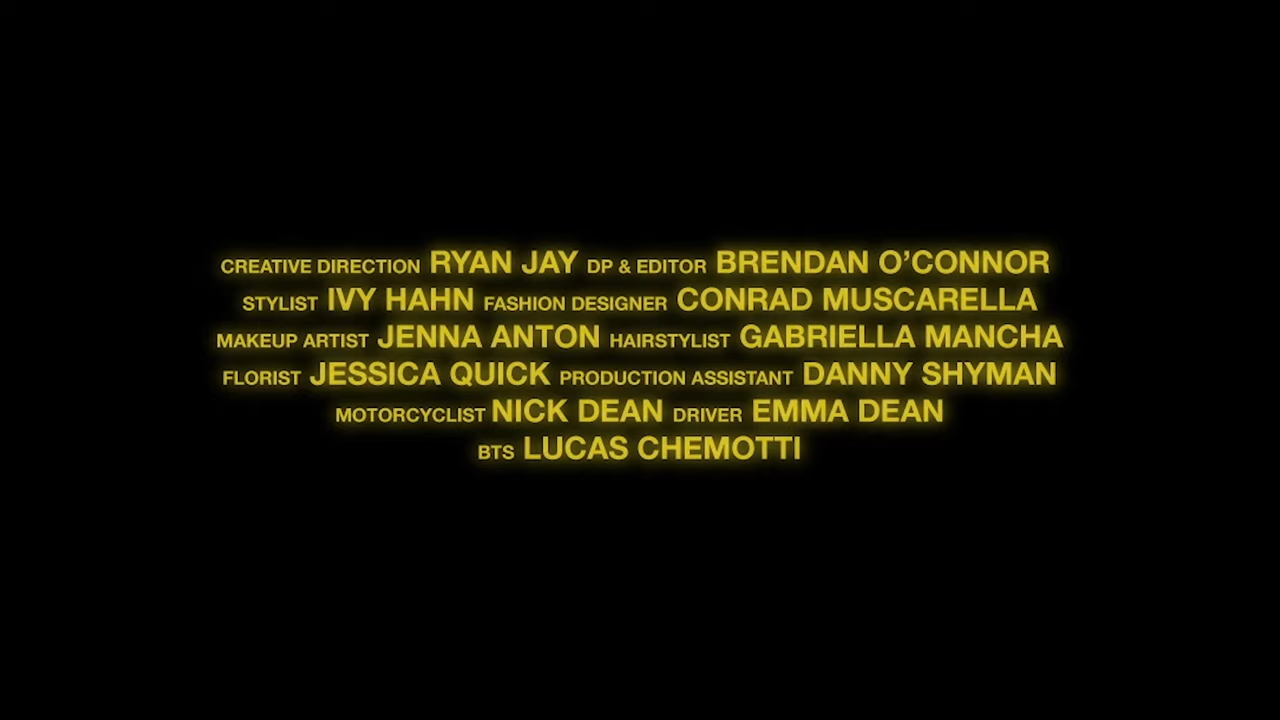 CREATIVE DIRECTION RYAN JAY DP & EDITOR BRENDAN O’CONNOR
STYLIST IVY HAHN FASHION DESIGNER CONRAD MUSCARELLA
MAKEUP ARTIST JENNA ANTON HAIRSTYLIST GABRIELLA MANCHA
FLORIST JESSICA QUICK PRODUCTION ASSISTANT DANNY SHYMAN
MOTORCYCLIST NICK DEAN DRIVER EMMA DEAN
BTS LUCAS CHEMOTTI